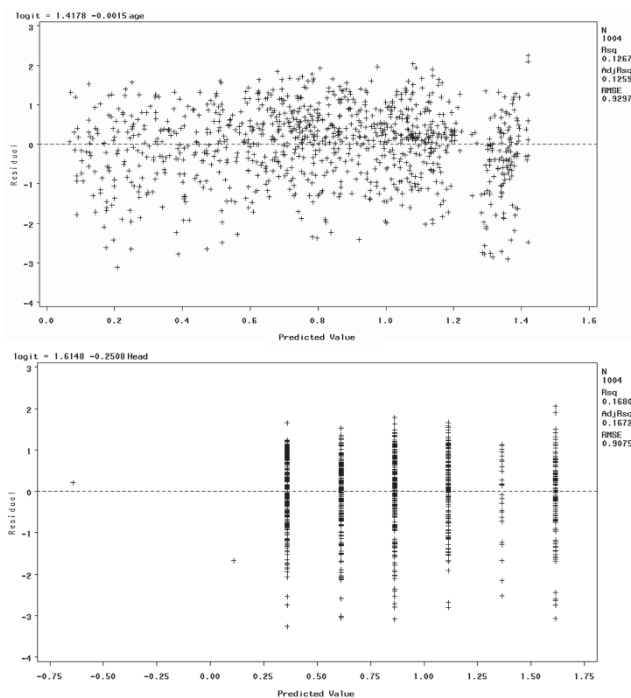 logit = 1.4178 -0.0015 age
3
2
1
0
-1
-2
-3
-4
Residual
0.0 0.2 0.4 0.6 0.8 1.0 1.2 1.4 1.6
Predicted Value
N
1004
Rsq
0.1267
AdjRsq
0.1259
RMSE
0.9297
logit = 1.6148 -0.2508 Head
3
2
1
0
-1
-2
-3
-4
Residual
-0.75 -0.50 -0.25 0.00 0.25 0.50 0.75 1.00 1.25 1.50 1.75
Predicted Value
N
1004
Rsq
0.1680
AdjRsq
0.1672
RMSE
0.9075